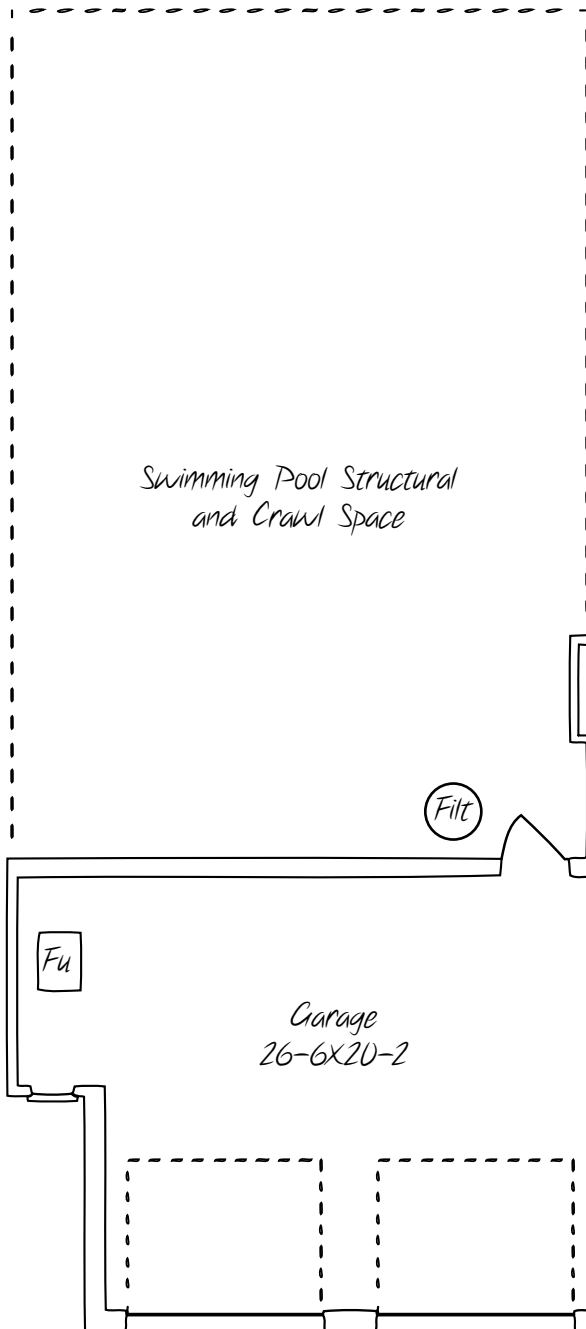 Swimming Pool Structural
and Crawl Space
Filt
Fu
Garage
26-6X20-2